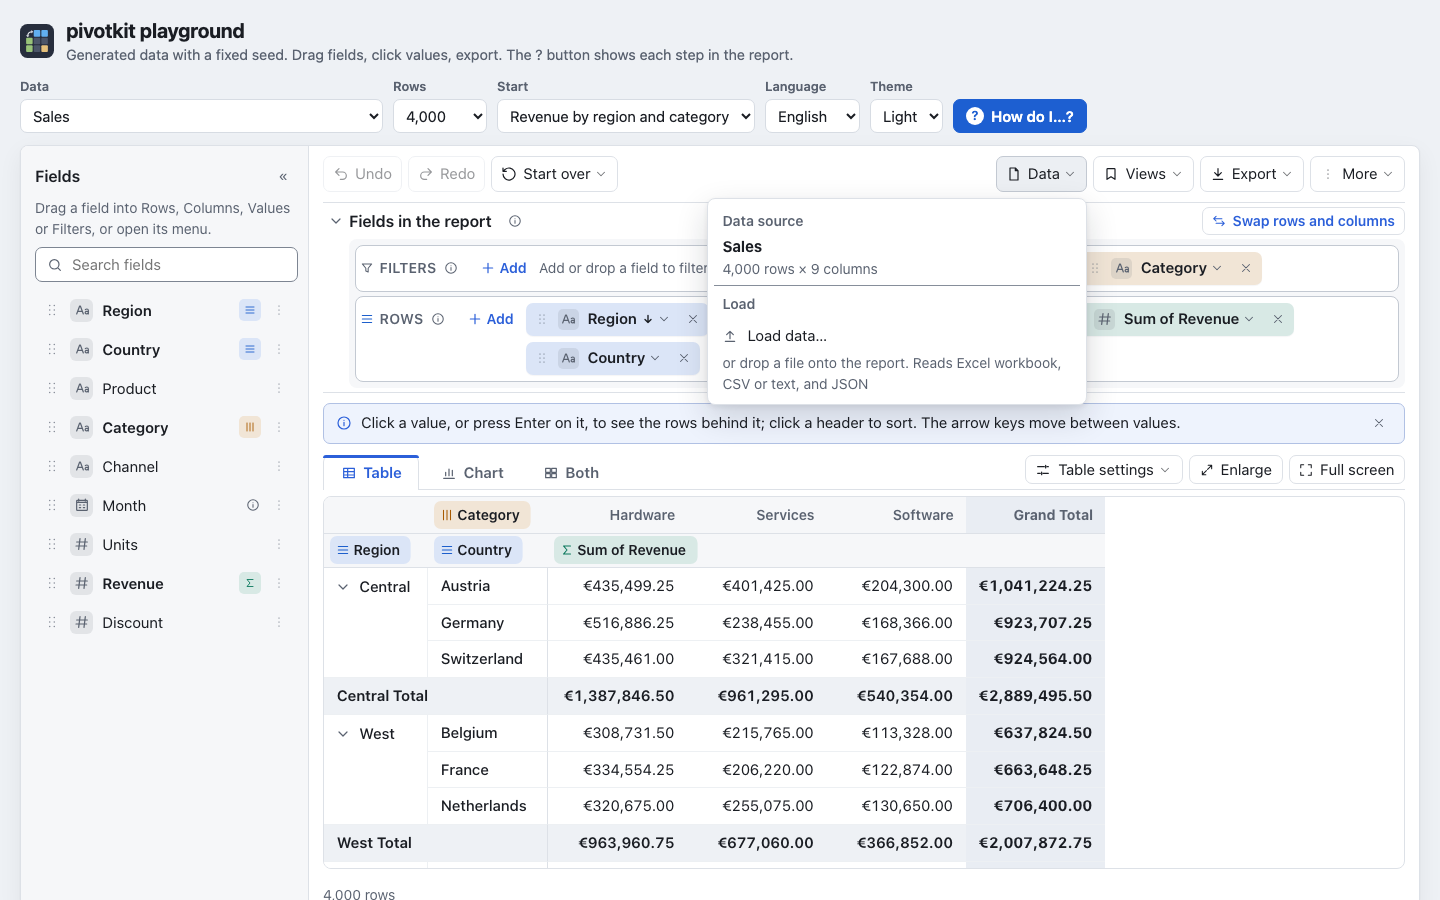 pivotkit playground
Generated data with a fixed seed. Drag fields, click values, export. The ? button shows each step in the report.
Data
Rows
Start
Language
Theme
Sales
4,000
Revenue by region and category
English
Light
? How do I...?
Fields
«
Drag a field into Rows, Columns, Values
or Filters, or open its menu.
Search fields
Aa Region
Aa Country
Aa Product
Aa Category
Aa Channel
Month
# Units
# Revenue Σ
# Discount
Undo
Redo
Start over
Data
Views
Export
More
Fields in the report
Swap rows and columns
FILTERS
+ Add
Add or drop a field to filter
Aa Category
ROWS
+ Add
Aa Region
Aa Country
# Sum of Revenue
Data source
Sales
4,000 rows × 9 columns
Load
Load data...
or drop a file onto the report. Reads Excel workbook,
CSV or text, and JSON
Click a value, or press Enter on it, to see the rows behind it; click a header to sort. The arrow keys move between values.
Table
Chart
Both
Table settings
Enlarge
Full screen
Category Hardware Services Software Grand Total
Region Country Σ Sum of Revenue
Central Austria €435,499.25 €401,425.00 €204,300.00 €1,041,224.25
Germany €516,886.25 €238,455.00 €168,366.00 €923,707.25
Switzerland €435,461.00 €321,415.00 €167,688.00 €924,564.00
Central Total €1,387,846.50 €961,295.00 €540,354.00 €2,889,495.50
West Belgium €308,731.50 €215,765.00 €113,328.00 €637,824.50
France €334,554.25 €206,220.00 €122,874.00 €663,648.25
Netherlands €320,675.00 €255,075.00 €130,650.00 €706,400.00
West Total €963,960.75 €677,060.00 €366,852.00 €2,007,872.75
4,000 rows